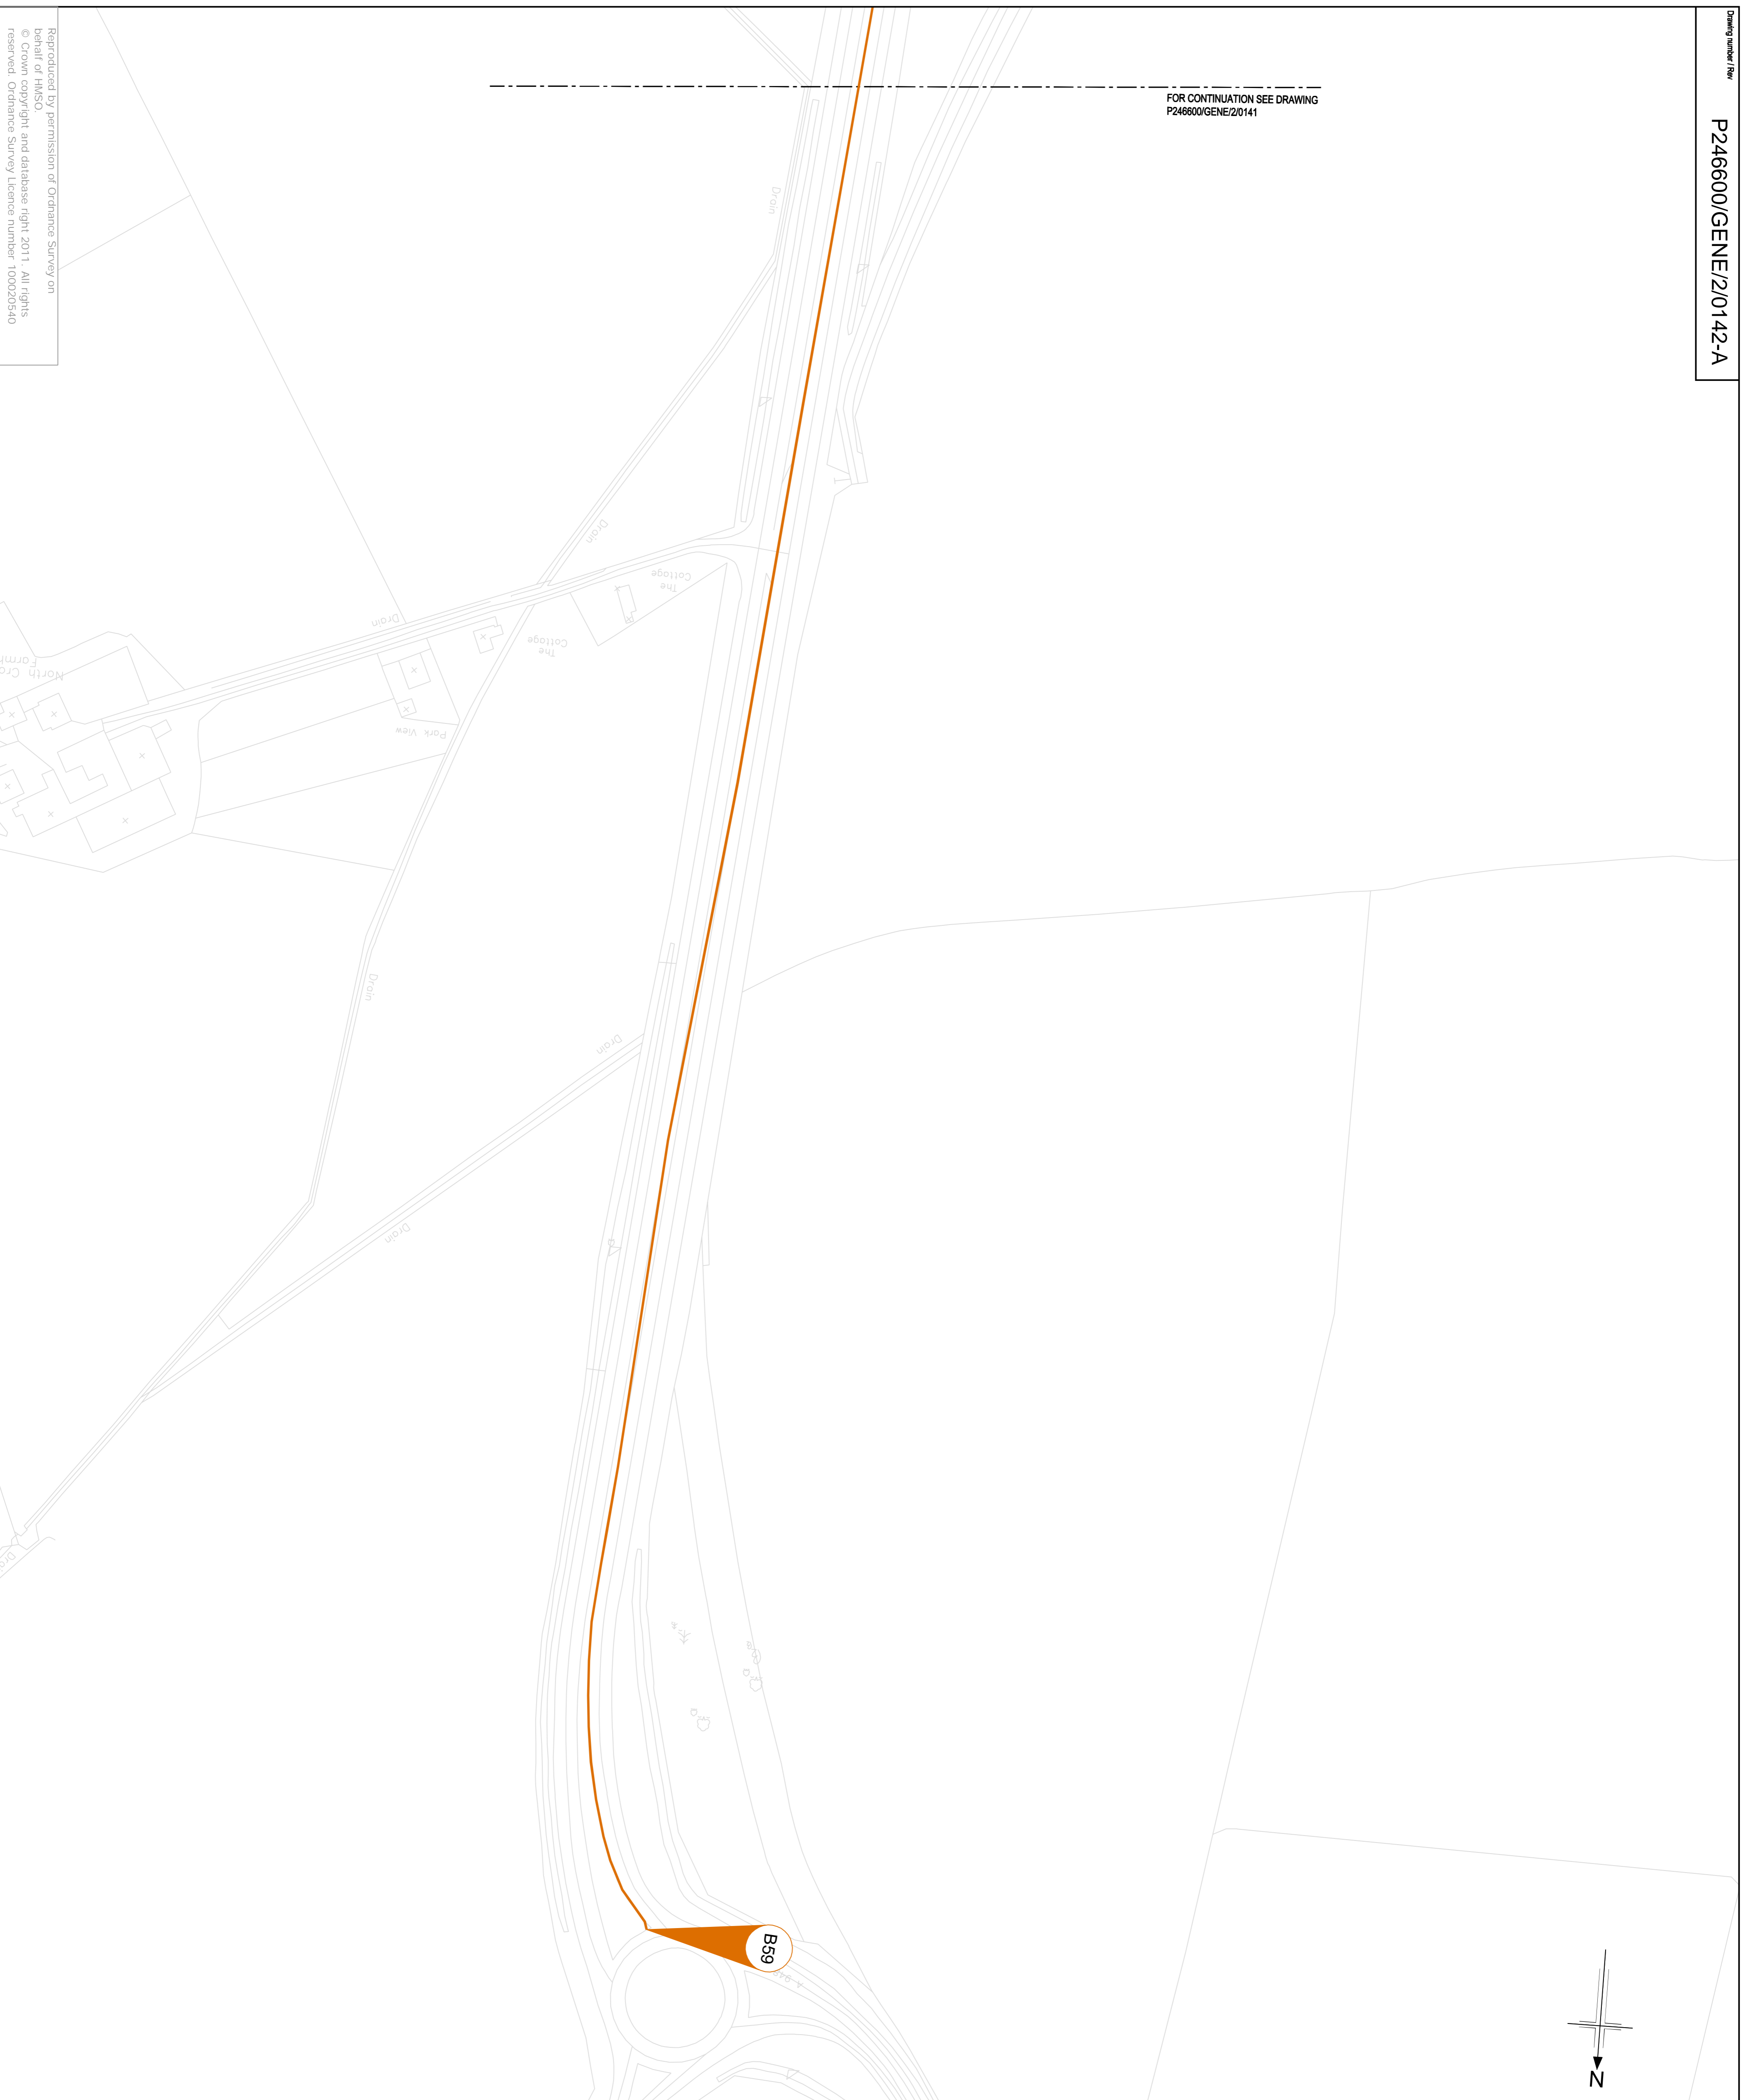 Drawing number / Rev
P246600/GENE/2/0142-A
FOR CONTINUATION SEE DRAWING
P246600/GENE/2/0141
Reproduced by permission of Ordnance Survey on
behalf of HMSO.
© Crown copyright and database right 2011. All rights
reserved. Ordnance Survey Licence number 100020540
Drain
Drain
The
Cottage
The
Cottage
Drain
North
Park View
Drain
Drain
Drain
B59
N